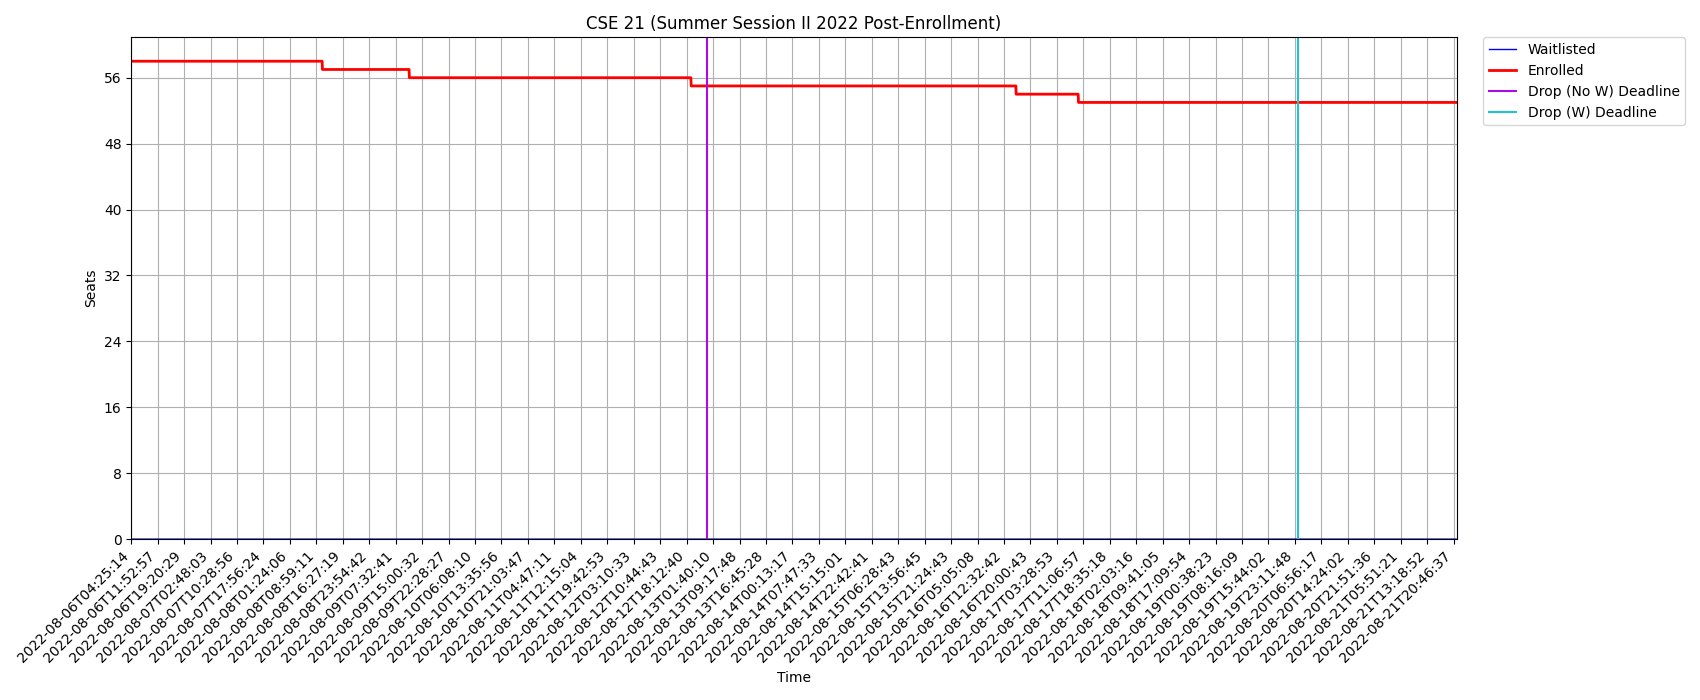 CSE 21 (Summer Session II 2022 Post-Enrollment)
Waitlisted
Enrolled
Drop (No W) Deadline
Drop (W) Deadline
Seats
56
48
40
32
24
16
8
0
2022-08-06T04:25:14
2022-08-06T11:52:57
2022-08-06T19:20:29
2022-08-07T02:48:03
2022-08-07T10:28:56
2022-08-07T17:56:24
2022-08-08T01:24:06
2022-08-08T08:59:11
2022-08-08T16:27:19
2022-08-08T23:54:42
2022-08-09T07:32:41
2022-08-09T15:00:32
2022-08-09T22:28:27
2022-08-10T06:08:10
2022-08-10T13:35:56
2022-08-10T21:03:47
2022-08-11T04:47:11
2022-08-11T12:15:04
2022-08-11T19:42:53
2022-08-12T03:10:33
2022-08-12T10:44:43
2022-08-12T18:12:40
2022-08-13T01:40:10
2022-08-13T09:17:48
2022-08-13T16:45:28
2022-08-14T00:13:17
2022-08-14T07:47:33
2022-08-14T15:15:01
2022-08-14T22:42:41
2022-08-15T06:28:43
2022-08-15T13:56:45
2022-08-15T21:24:43
2022-08-16T05:05:08
2022-08-16T12:32:42
2022-08-16T20:00:43
2022-08-17T03:28:53
2022-08-17T11:06:57
2022-08-17T18:35:18
2022-08-18T02:03:16
2022-08-18T09:41:05
2022-08-18T17:09:54
2022-08-19T00:38:23
2022-08-19T08:16:09
2022-08-19T15:44:02
2022-08-19T23:11:48
2022-08-20T06:56:17
2022-08-20T14:24:02
2022-08-20T21:51:36
2022-08-21T05:51:21
2022-08-21T13:18:52
2022-08-21T20:46:37
Time